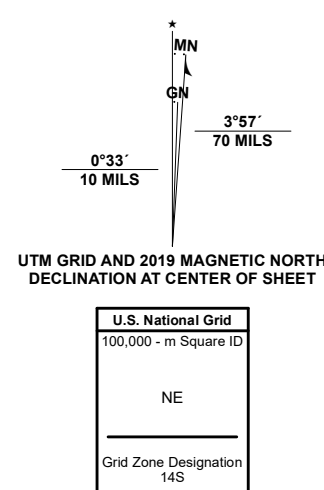 MN
GN
3°57´
70 MILS
0°33´
10 MILS
UTM GRID AND 2019 MAGNETIC NORTH
DECLINATION AT CENTER OF SHEET
U.S. National Grid
100,000 - m Square ID
NE
Grid Zone Designation
14S